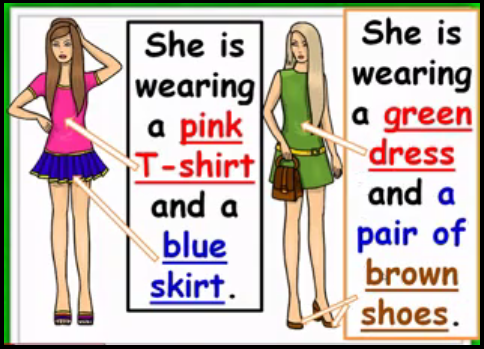 She is
wearing
a pink
T-shirt
and a
blue
skirt.
She is
wearing
a green
dress
and a
pair of
brown
shoes.